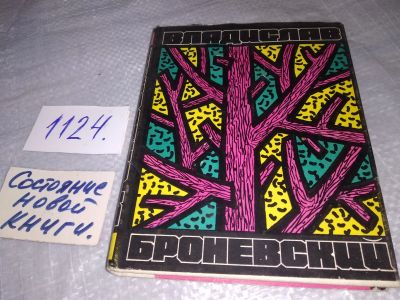 ВЛАДИСЛАВ
БРОНЕВСКИЙ
1124.
Состояние
новой
книги.